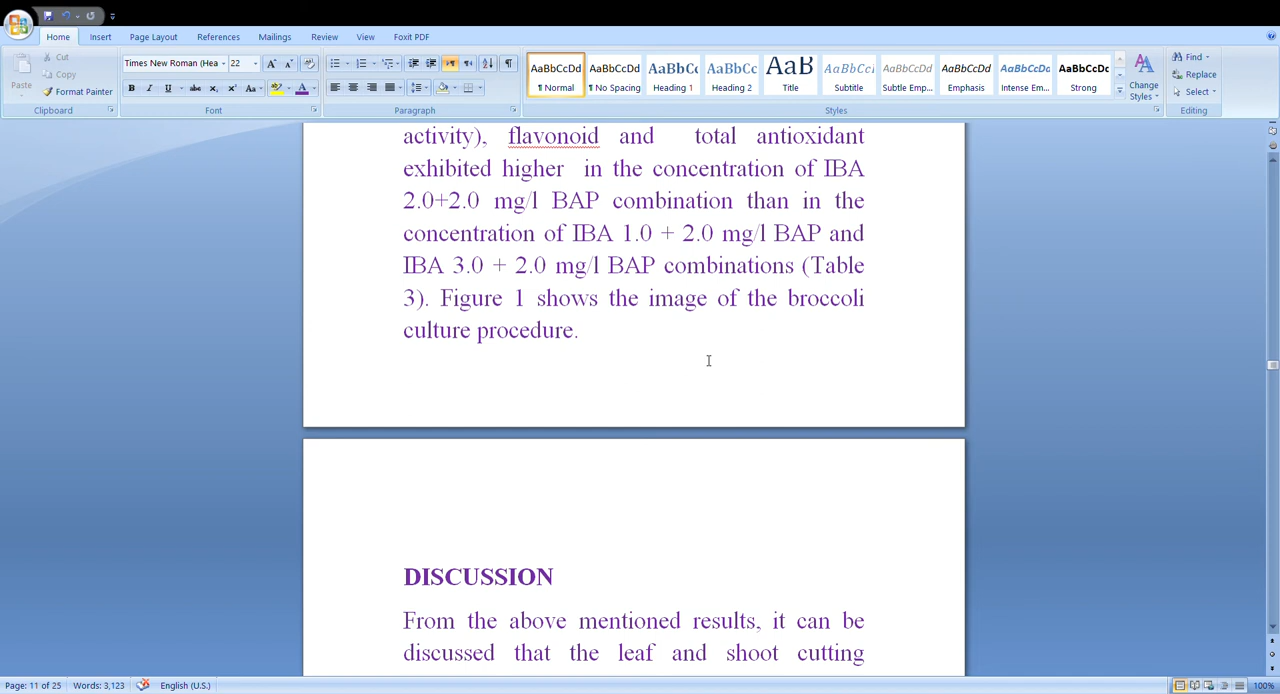 Home Insert Page Layout References Mailings Review View Foxit PDF
Paste
Cut
Copy
Format Painter
Clipboard
Times New Roman (Hea 22
Font
Paragraph
AaBbCcDd AaBbCcDd AaBbC AaBbCc AaB AaBbCc AaBbCcDd AaBbCcDd AaBbCcDd AaBbCcDc
¶ Normal ¶ No Spacing Heading 1 Heading 2 Title Subtitle Subtle Emp... Emphasis Intense Em... Strong
Styles
Change
Styles
Find
Replace
Select
Editing
activity), flavonoid and total antioxidant
exhibited higher in the concentration of IBA
2.0+2.0 mg/l BAP combination than in the
concentration of IBA 1.0 + 2.0 mg/l BAP and
IBA 3.0 + 2.0 mg/l BAP combinations (Table
3). Figure 1 shows the image of the broccoli
culture procedure.
DISCUSSION
From the above mentioned results, it can be
discussed that the leaf and shoot cutting
Page: 11 of 25 Words: 3,123 English (U.S.) 100%